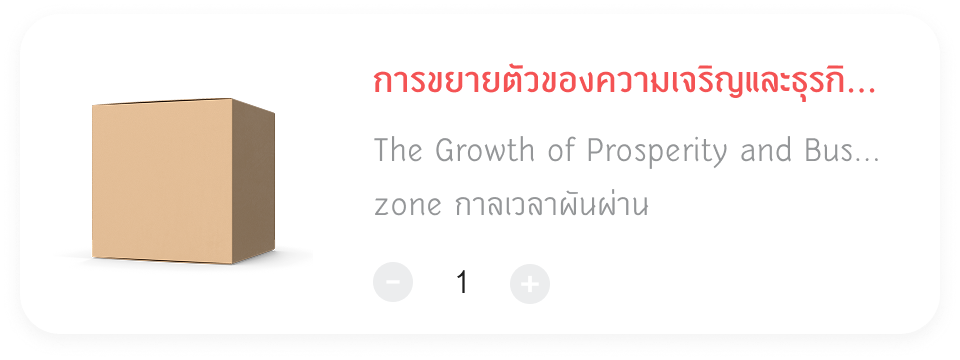 การขยายตัวของความเจริญและธุรกิ...
The Growth of Prosperity and Bus...
zone กาลเวลาผันผ่าน
- 1 +